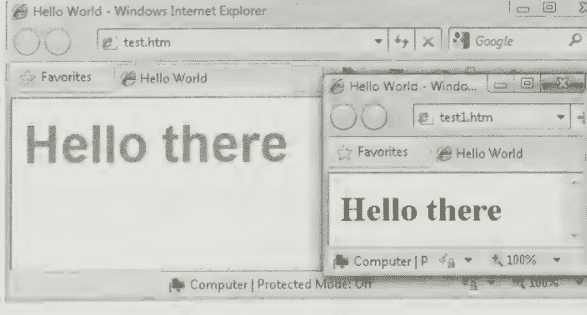 Hello World - Windows Internet Explorer
test.htm
Google
Favorites
Hello World
Hello there
Computer | Protected Mode: On
Hello World - Windo...
test1.htm
Favorites
Hello World
Hello there
Computer | P
100%
100%